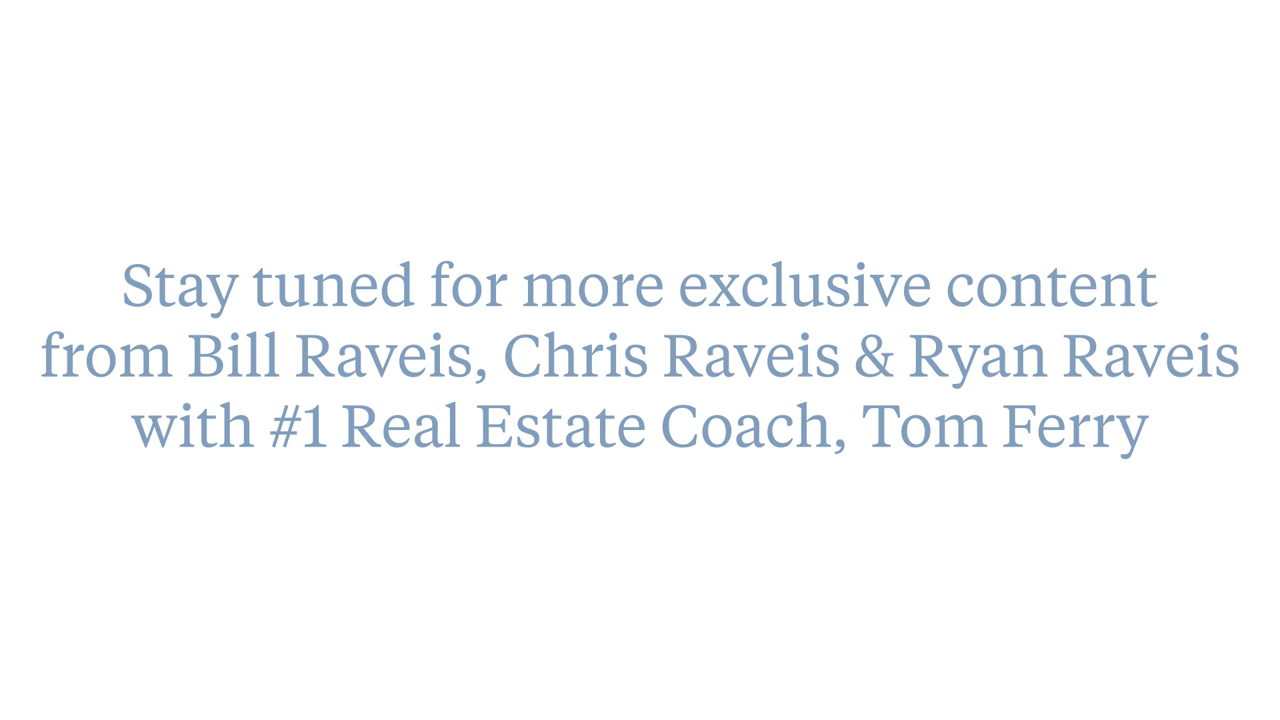 Stay tuned for more exclusive content
from Bill Raveis, Chris Raveis & Ryan Raveis
with #1 Real Estate Coach, Tom Ferry